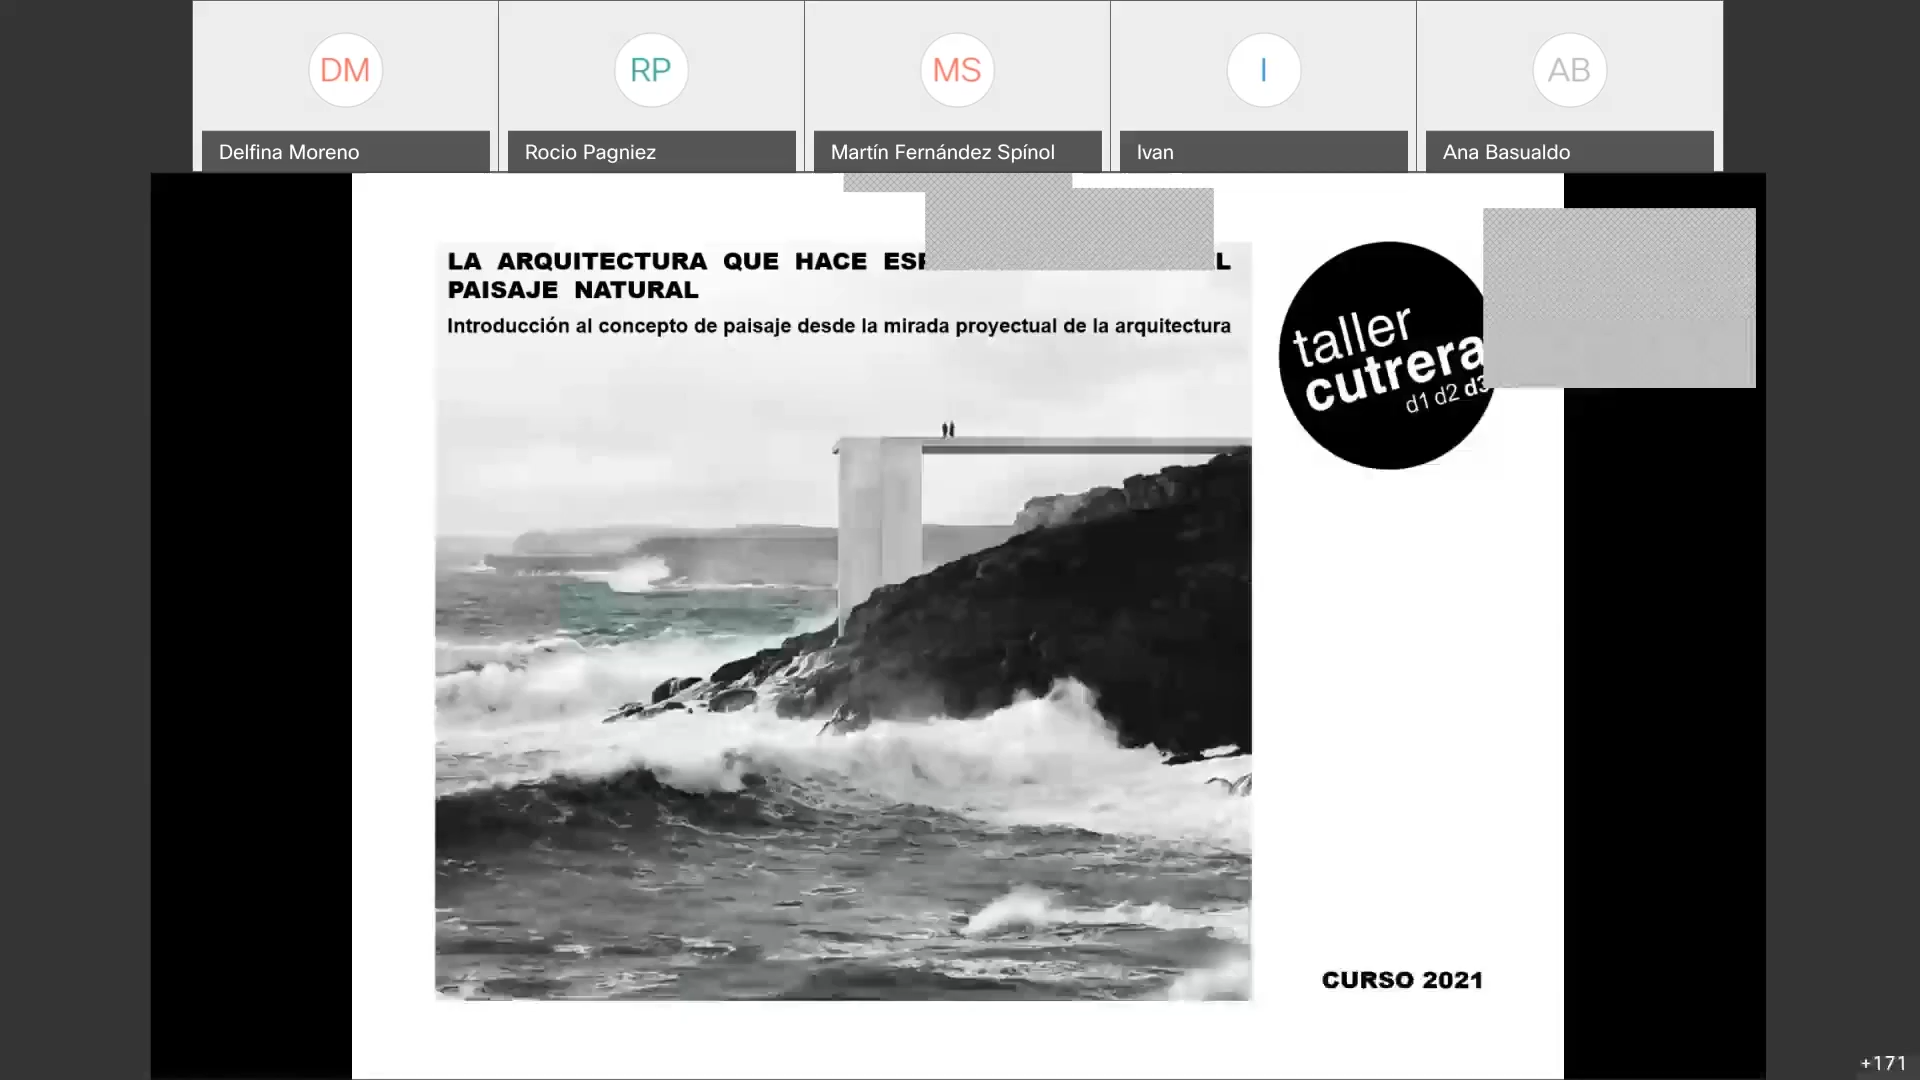 DM
RP
MS
I
AB
Delfina Moreno
Rocio Pagniez
Martín Fernández Spínol
Ivan
Ana Basualdo
LA ARQUITECTURA QUE HACE
PAISAJE NATURAL
Introducción al concepto de paisaje desde la mirada proyectual de la arquitectura
taller
cutrera
d1 d2 d3
CURSO 2021
+171